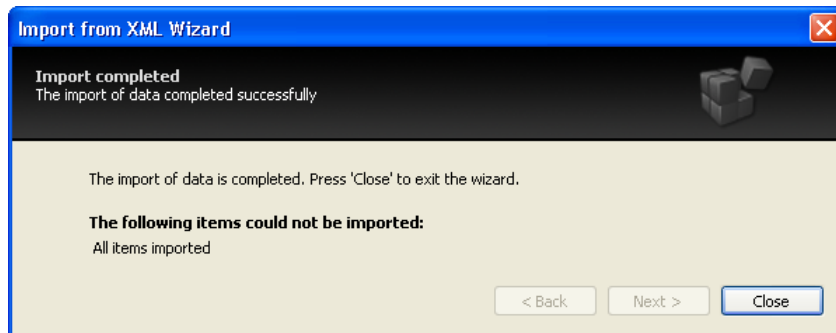 Import from XML Wizard
Import completed
The import of data completed successfully
The import of data is completed. Press 'Close' to exit the wizard.
The following items could not be imported:
All items imported
< Back Next > Close